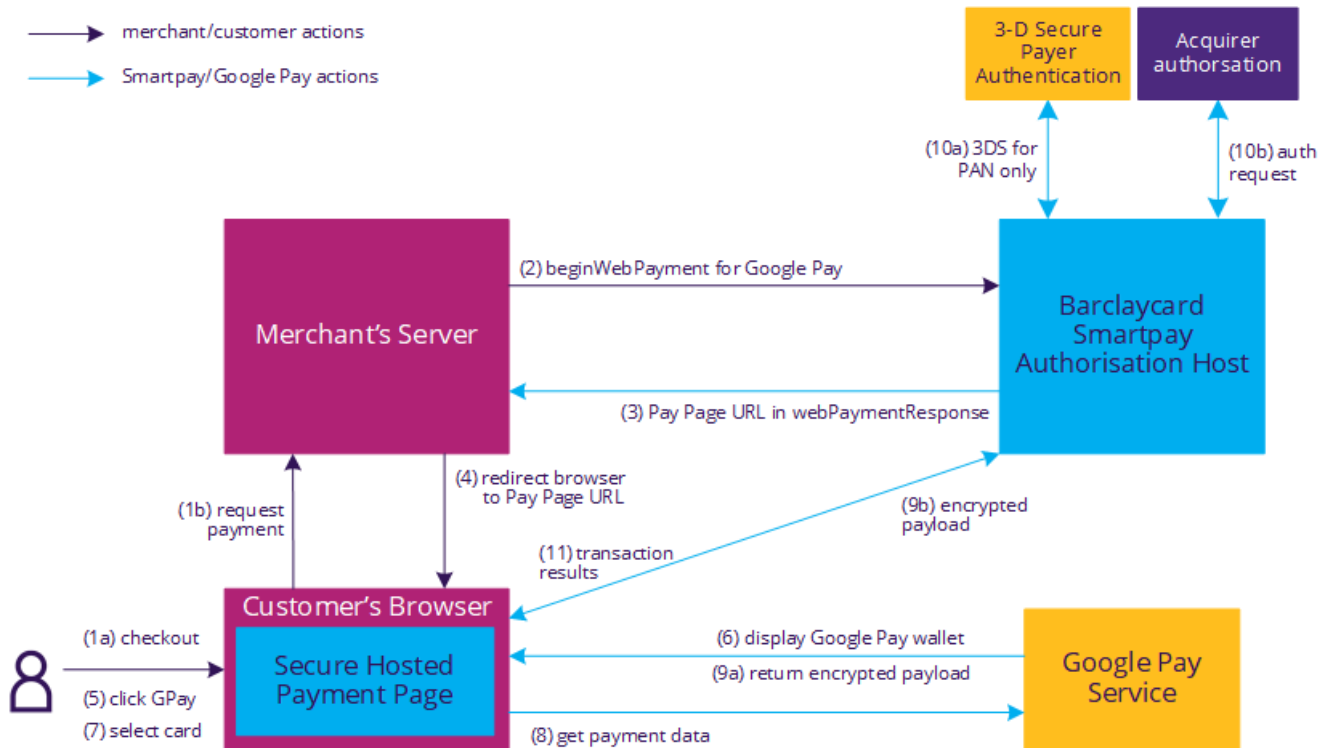 merchant/customer actions
Smartpay/Google Pay actions
3-D Secure
Payer
Authentication
Acquirer
authorsation
(10a) 3DS for
PAN only
(10b) auth
request
Merchant's Server
(2) beginWebPayment for Google Pay
Barclaycard
Smartpay
Authorisation Host
(3) Pay Page URL in webPaymentResponse
(1b) request
payment
(4) redirect browser
to Pay Page URL
(9b) encrypted
payload
(11) transaction
results
Customer's Browser
Secure Hosted
Payment Page
(1a) checkout
(5) click GPay
(7) select card
(6) display Google Pay wallet
(9a) return encrypted payload
(8) get payment data
Google Pay
Service